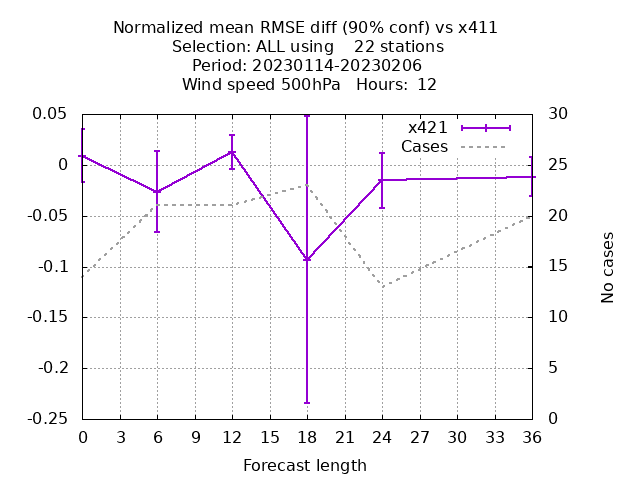 Normalized mean RMSE diff (90% conf) vs x411
Selection: ALL using    22 stations
Period: 20230114-20230206
Wind speed 500hPa   Hours:  12
x421
Cases
0.05
0
-0.05
-0.1
-0.15
-0.2
-0.25
30
25
20
15
10
5
0
No cases
0 3 6 9 12 15 18 21 24 27 30 33 36
Forecast length